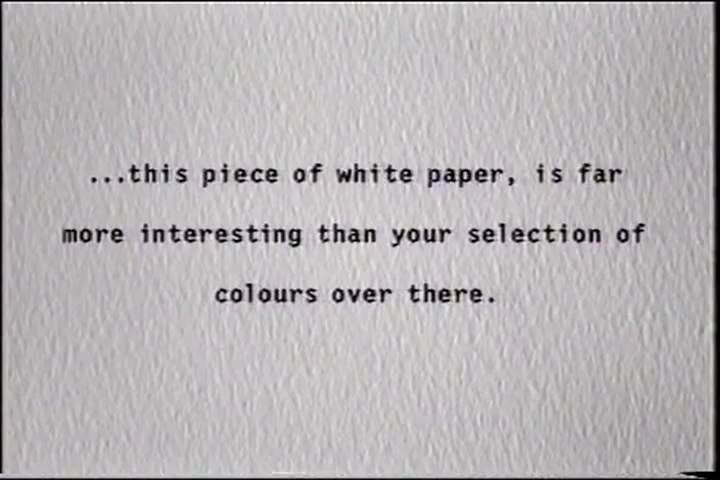 ...this piece of white paper, is far
more interesting than your selection of
colours over there.